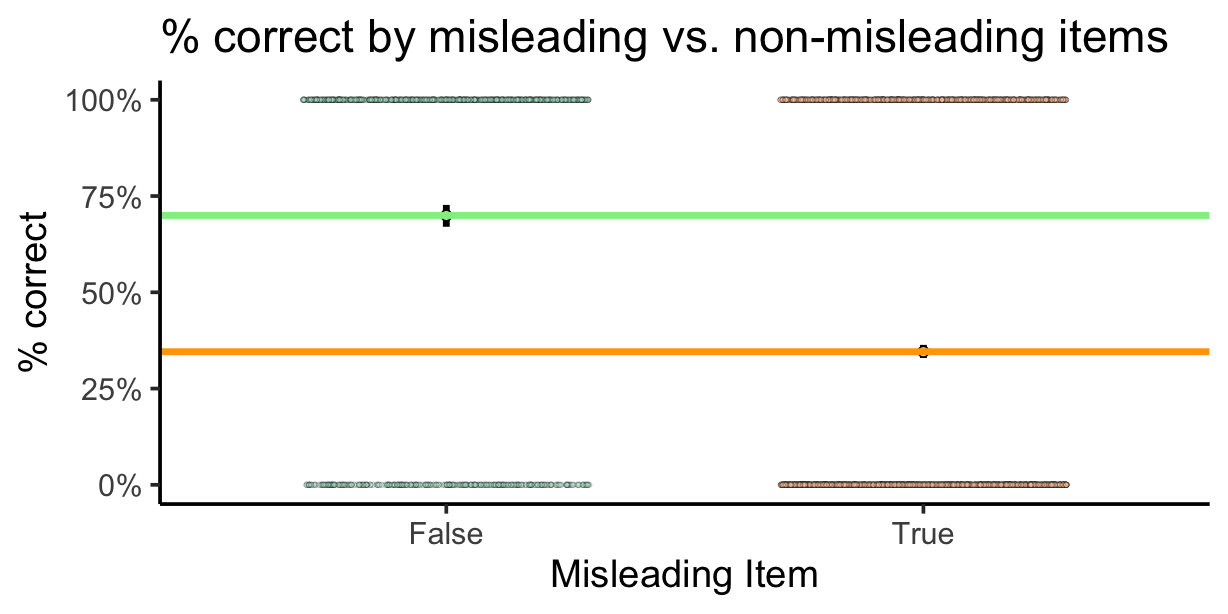 % correct by misleading vs. non-misleading items
% correct
100%
75%
50%
25%
0%
False
True
Misleading Item